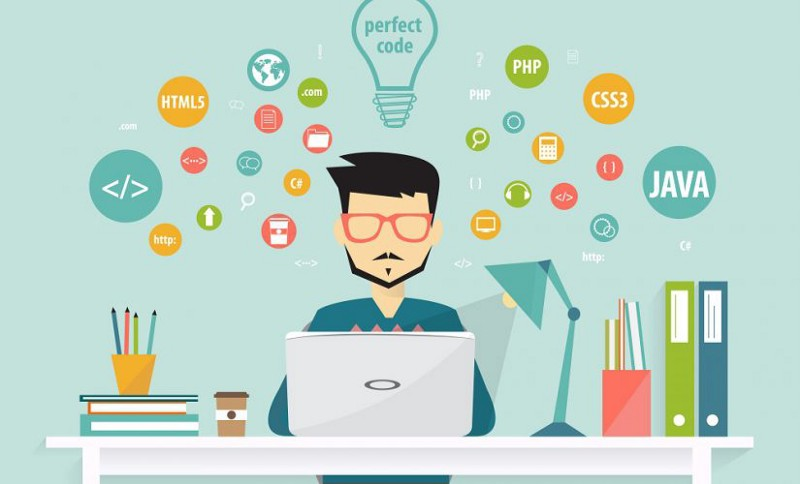 perfect
code
PHP
HTML5
.com
CSS3
PHP
.com
<···>
{ }
</>
C#
{ }
</>
JAVA
http:
C#
http:
<···>
</>